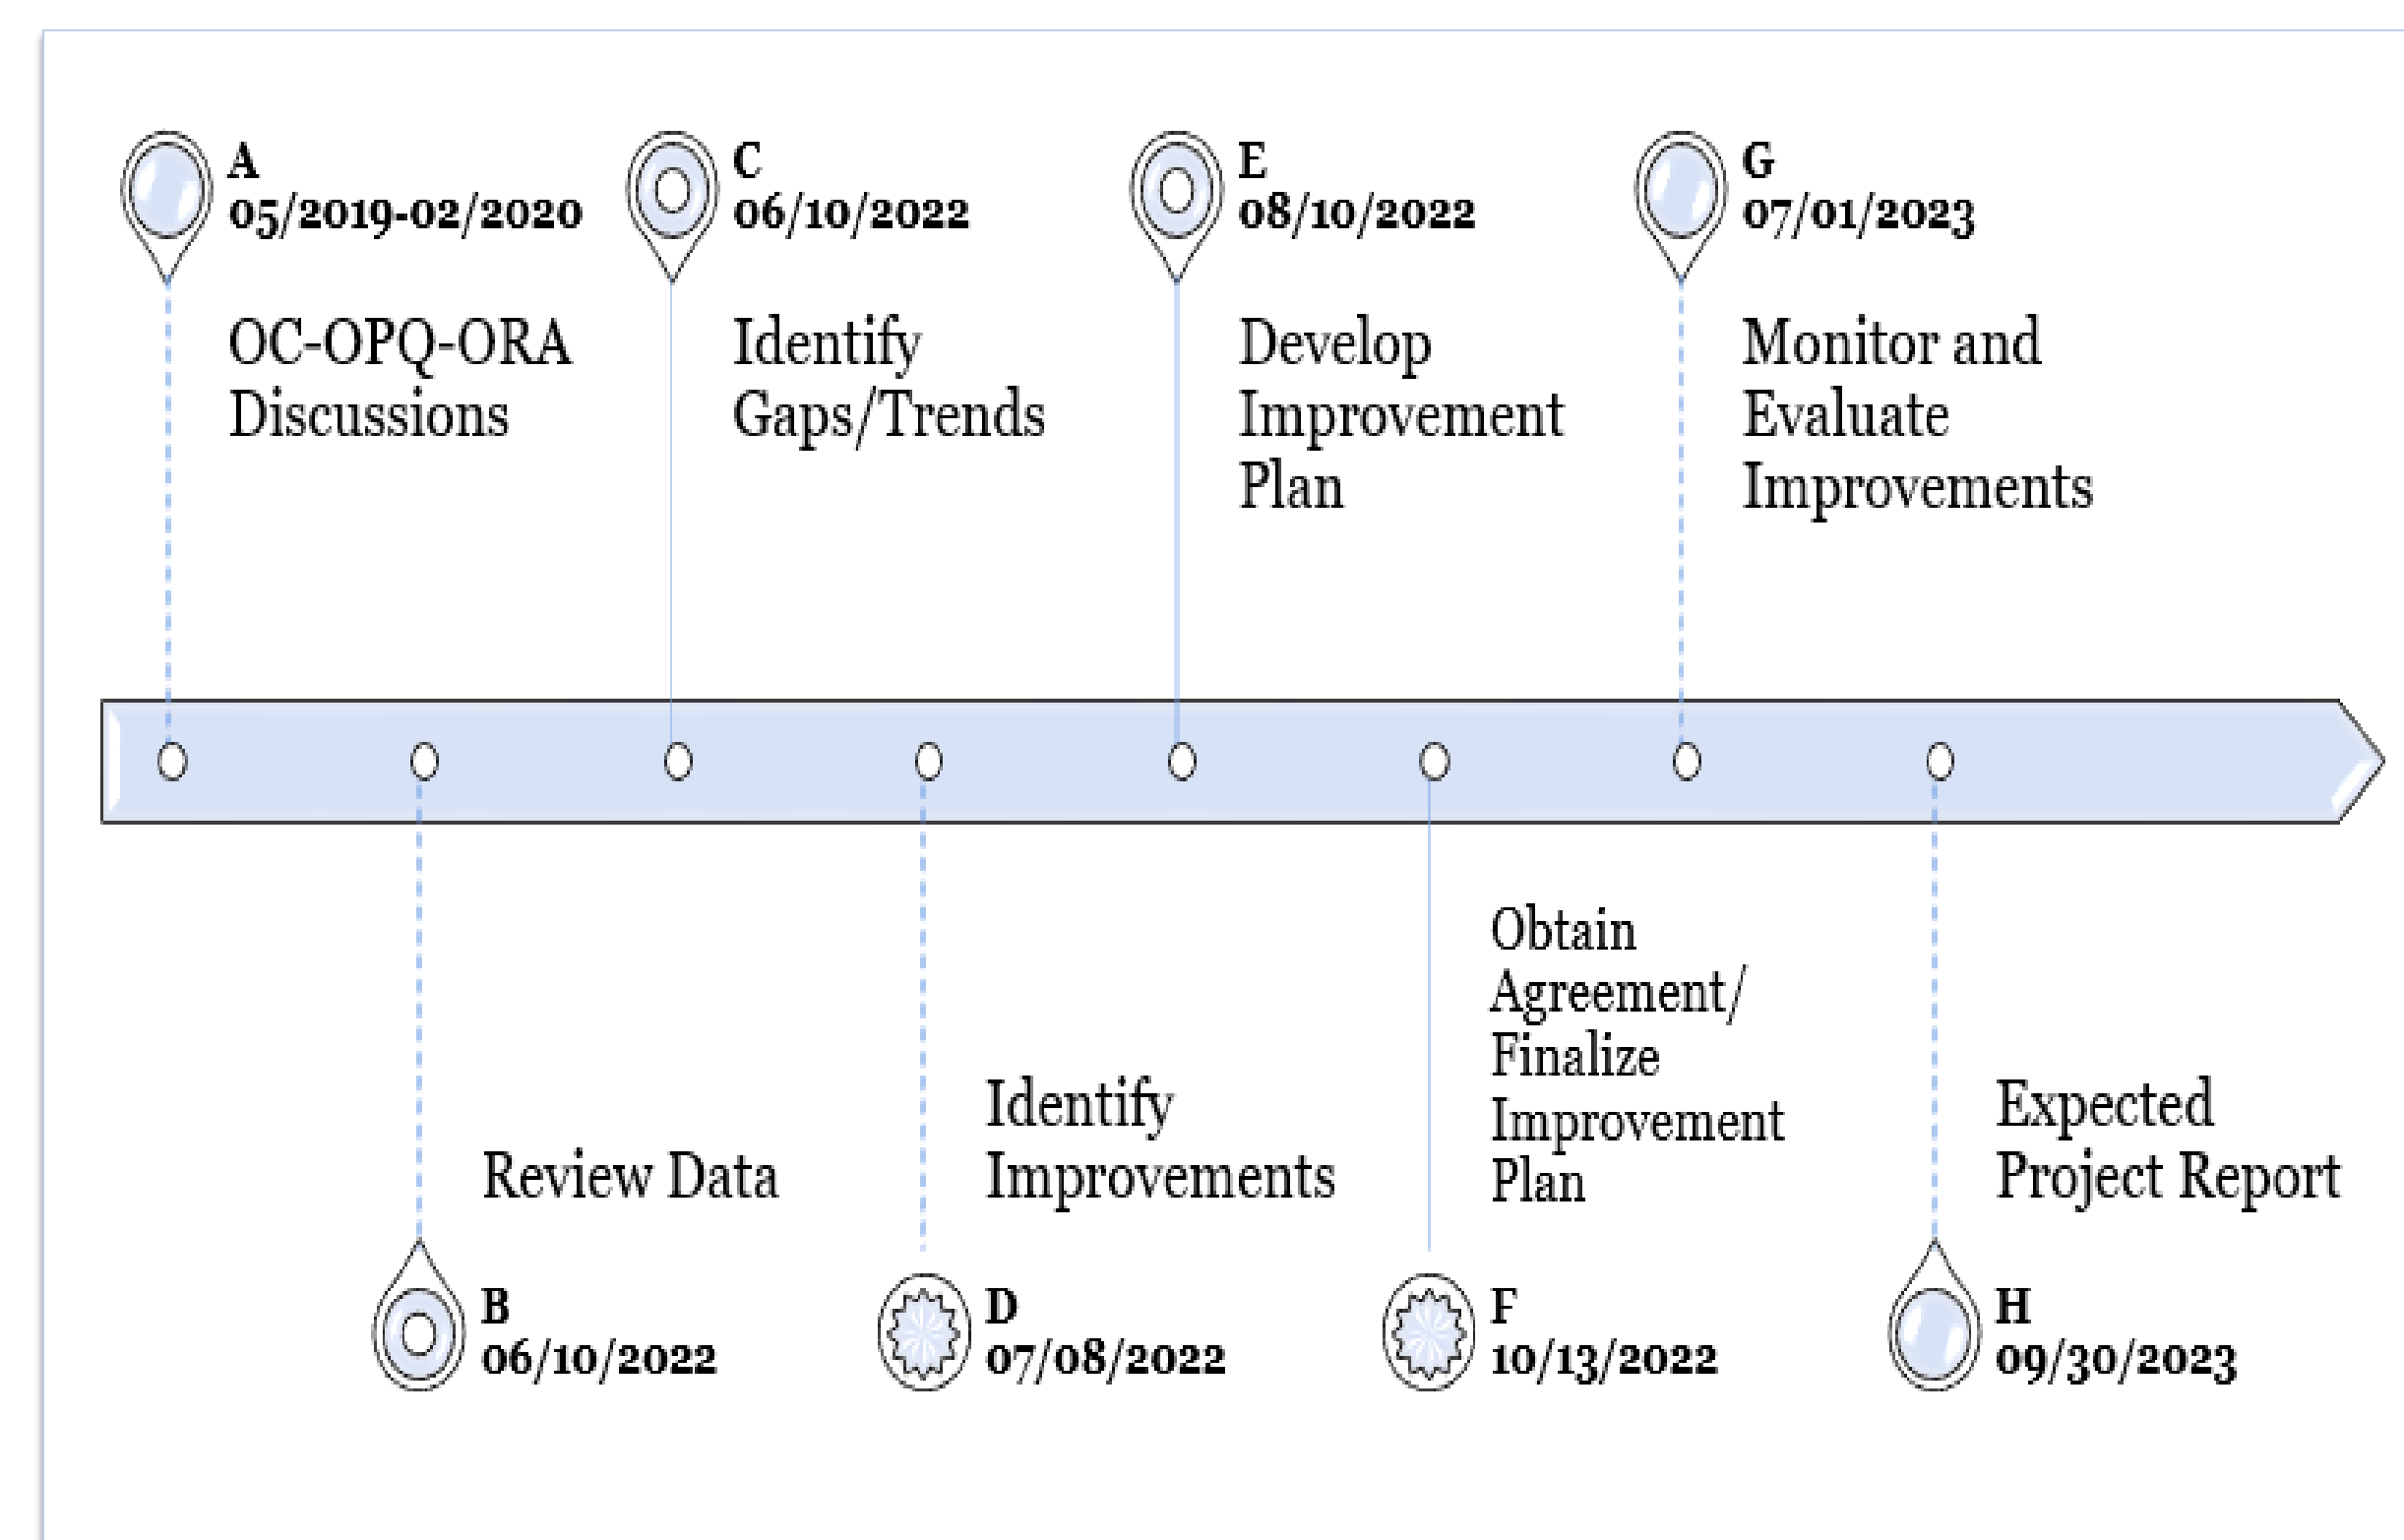 A
05/2019-02/2020
OC-OPQ-ORA
Discussions
C
06/10/2022
Identify
Gaps/Trends
E
08/10/2022
Develop
Improvement
Plan
G
07/01/2023
Monitor and
Evaluate
Improvements
Review Data
B
06/10/2022
Identify
Improvements
D
07/08/2022
Obtain
Agreement/
Finalize
Improvement
Plan
F
10/13/2022
Expected
Project Report
H
09/30/2023